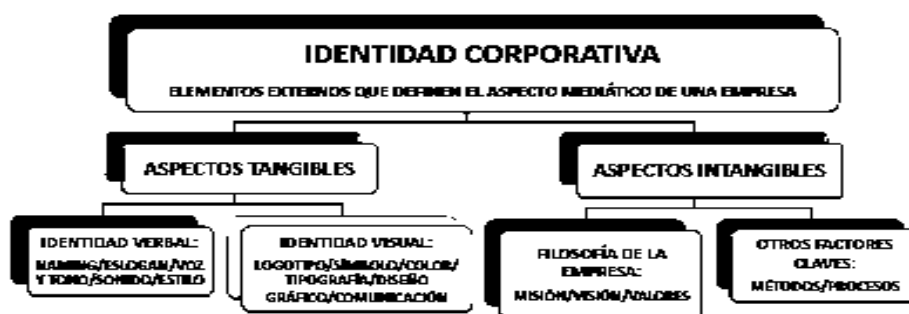 IDENTIDAD CORPORATIVA
ELEMENTOS EXTERNOS QUE DEFINEN EL ASPECTO MEDIÁTICO DE UNA EMPRESA
ASPECTOS TANGIBLES
ASPECTOS INTANGIBLES
IDENTIDAD VERBAL:
NAMING/ESLOGAN/VOZ
Y TONO/SONIDO/ESTILO
IDENTIDAD VISUAL:
LOGOTIPO/SÍMBOLO/COLOR/
TIPOGRAFÍA/DISEÑO
GRÁFICO/COMUNICACIÓN
FILOSOFÍA DE LA
EMPRESA:
MISIÓN/VISIÓN/VALORES
OTROS FACTORES
CLAVES:
MÉTODOS/PROCESOS